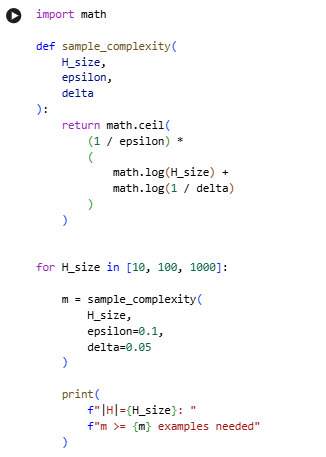 import math

def sample_complexity(
    H_size,
    epsilon,
    delta
):
    return math.ceil(
        (1 / epsilon) *
        (
            math.log(H_size) +
            math.log(1 / delta)
        )
    )


for H_size in [10, 100, 1000]:

    m = sample_complexity(
        H_size,
        epsilon=0.1,
        delta=0.05
    )

    print(
        f"|H|={H_size}: "
        f"m >= {m} examples needed"
    )